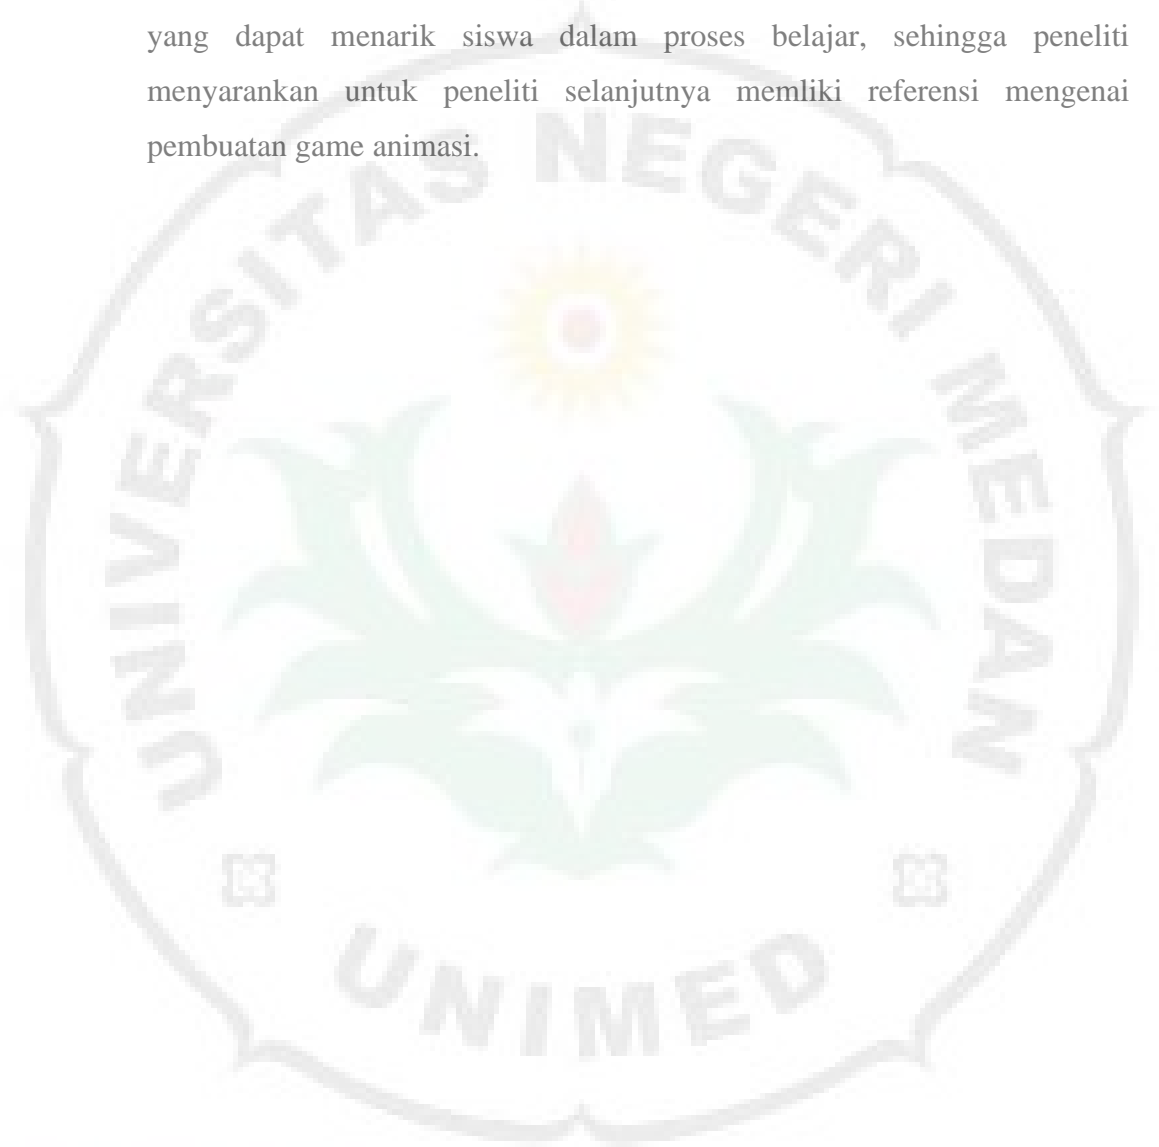 yang dapat menarik siswa dalam proses belajar, sehingga peneliti
menyarankan untuk peneliti selanjutnya memliki referensi mengenai
pembuatan game animasi.
UNIVERSITAS NEGERI MEDAN
UNIMED